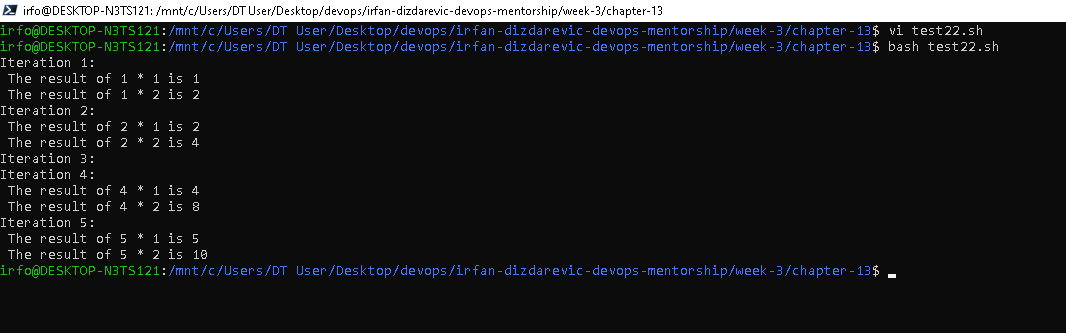 irfo@DESKTOP-N3TS121: /mnt/c/Users/DT User/Desktop/devops/irfan-dizdarevic-devops-mentorship/week-3/chapter-13
irfo@DESKTOP-N3TS121:/mnt/c/Users/DT User/Desktop/devops/irfan-dizdarevic-devops-mentorship/week-3/chapter-13$ vi test22.sh
irfo@DESKTOP-N3TS121:/mnt/c/Users/DT User/Desktop/devops/irfan-dizdarevic-devops-mentorship/week-3/chapter-13$ bash test22.sh
Iteration 1:
 The result of 1 * 1 is 1
 The result of 1 * 2 is 2
Iteration 2:
 The result of 2 * 1 is 2
 The result of 2 * 2 is 4
Iteration 3:
Iteration 4:
 The result of 4 * 1 is 4
 The result of 4 * 2 is 8
Iteration 5:
 The result of 5 * 1 is 5
 The result of 5 * 2 is 10
irfo@DESKTOP-N3TS121:/mnt/c/Users/DT User/Desktop/devops/irfan-dizdarevic-devops-mentorship/week-3/chapter-13$